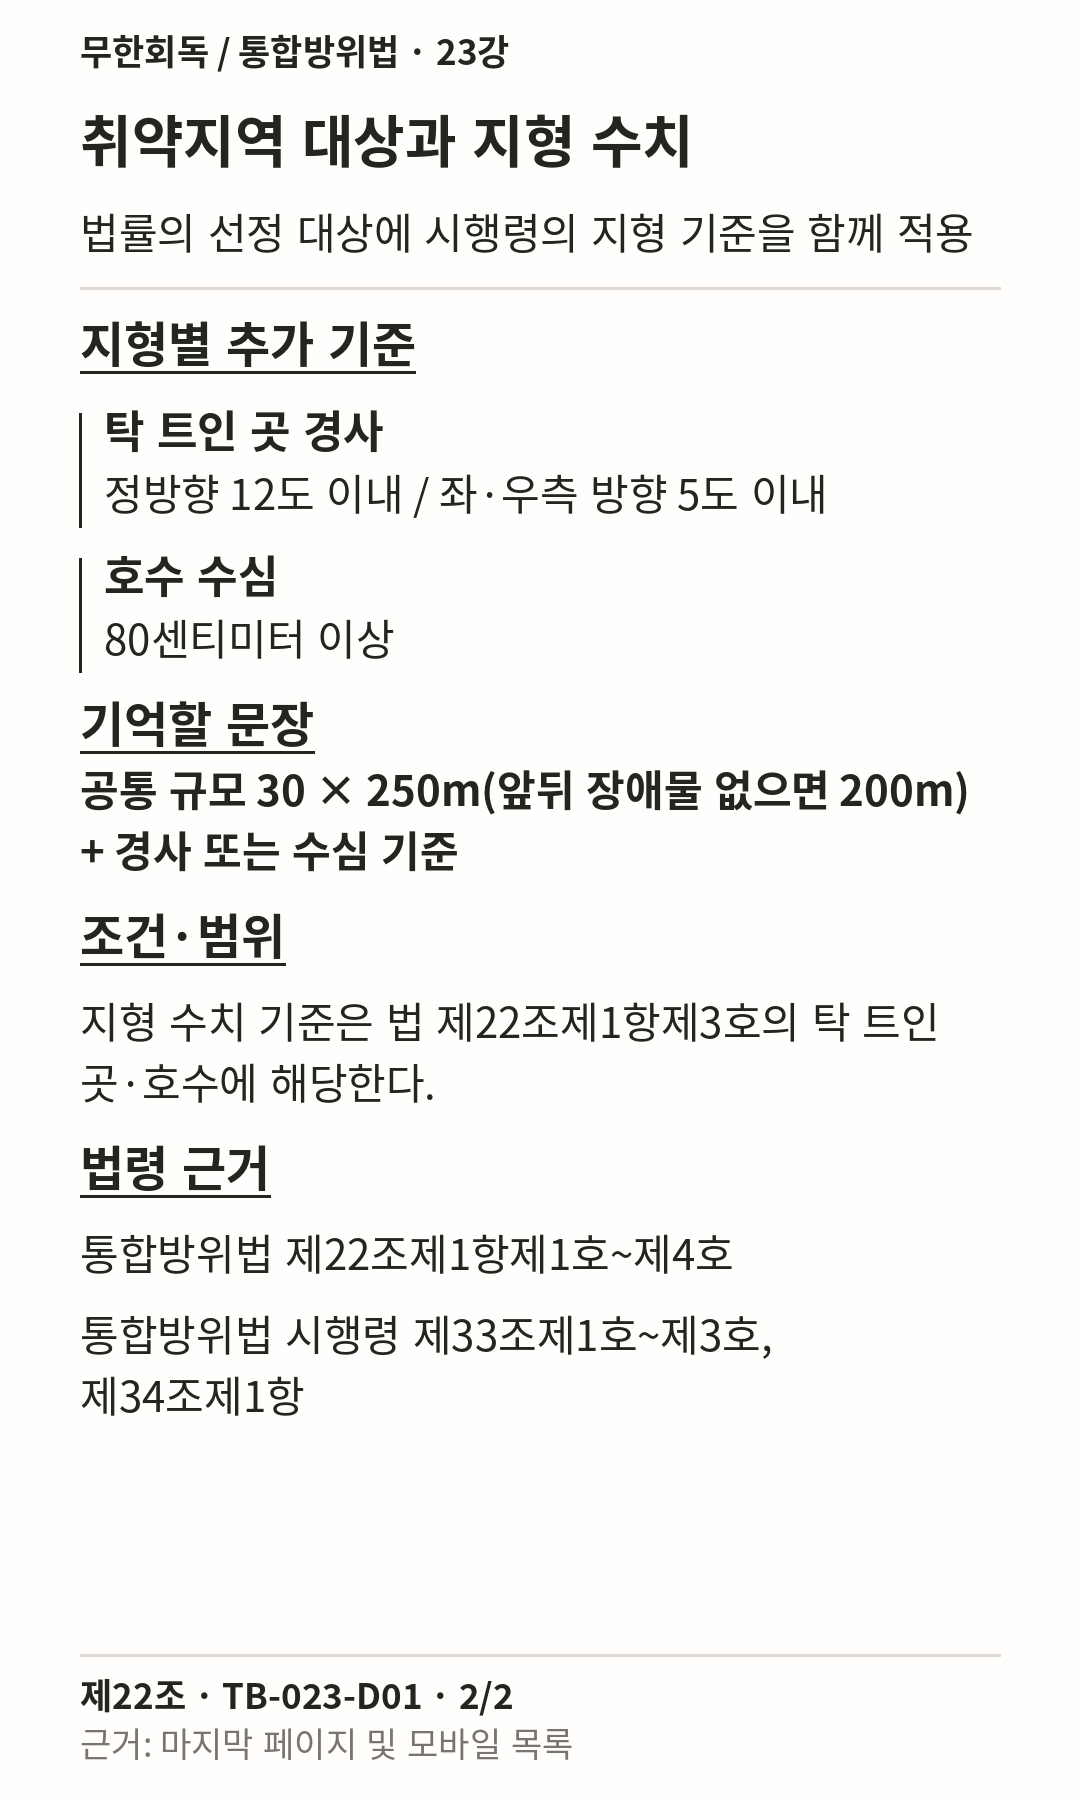 무한회독 / 통합방위법 · 23강
취약지역 대상과 지형 수치
법률의 선정 대상에 시행령의 지형 기준을 함께 적용
지형별 추가 기준
탁 트인 곳 경사
정방향 12도 이내 / 좌·우측 방향 5도 이내
호수 수심
80센티미터 이상
기억할 문장
공통 규모 30 × 250m(앞뒤 장애물 없으면 200m)
+ 경사 또는 수심 기준
조건·범위
지형 수치 기준은 법 제22조제1항제3호의 탁 트인
곳·호수에 해당한다.
법령 근거
통합방위법 제22조제1항제1호~제4호
통합방위법 시행령 제33조제1호~제3호,
제34조제1항
제22조 · TB-023-D01 · 2/2
근거: 마지막 페이지 및 모바일 목록